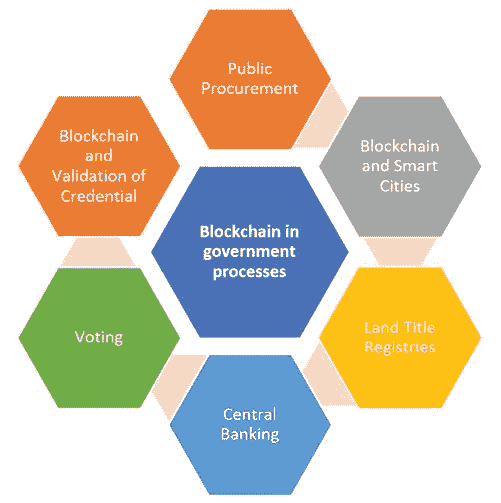 Public
Procurement
Blockchain
and Smart
Cities
Land Title
Registries
Central
Banking
Voting
Blockchain
and
Validation of
Credential
Blockchain in
government
processes